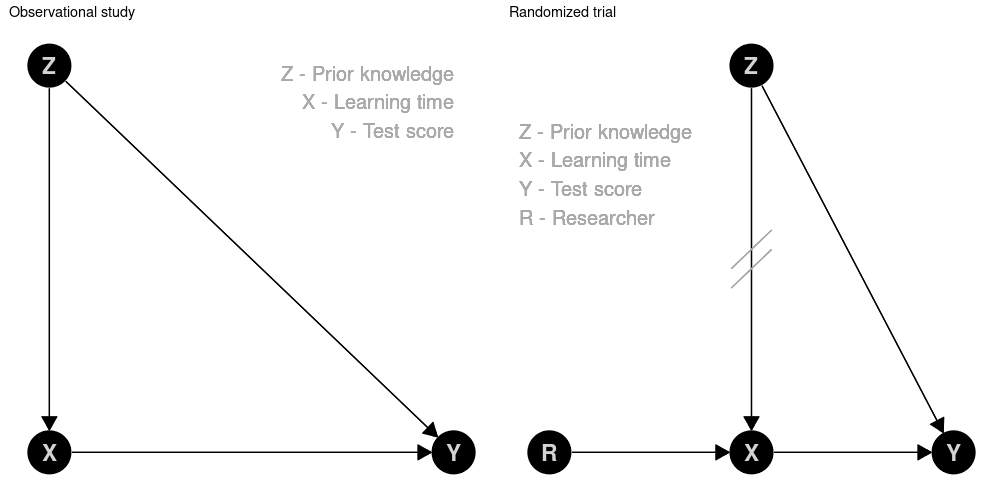 Observational study
Z
Z - Prior knowledge
X - Learning time
Y - Test score
X
Y
Randomized trial
Z
Z - Prior knowledge
X - Learning time
Y - Test score
R - Researcher
R
X
Y